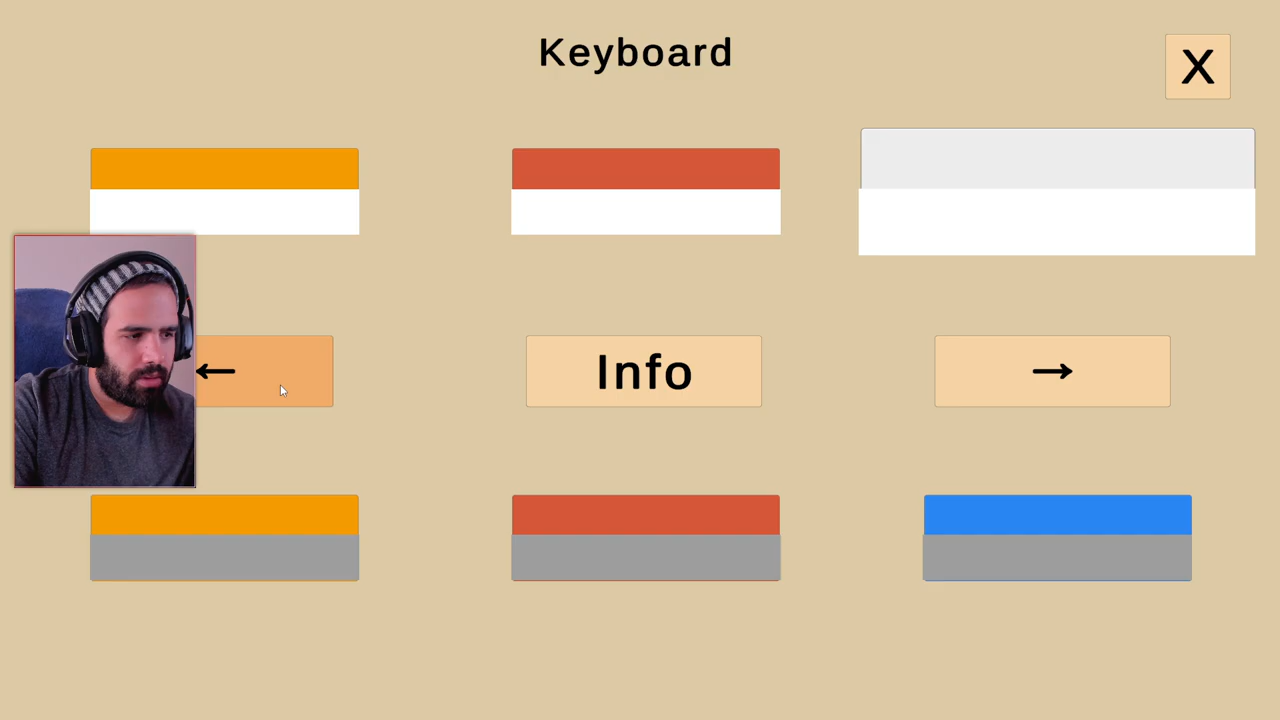 Keyboard
X
← Info →